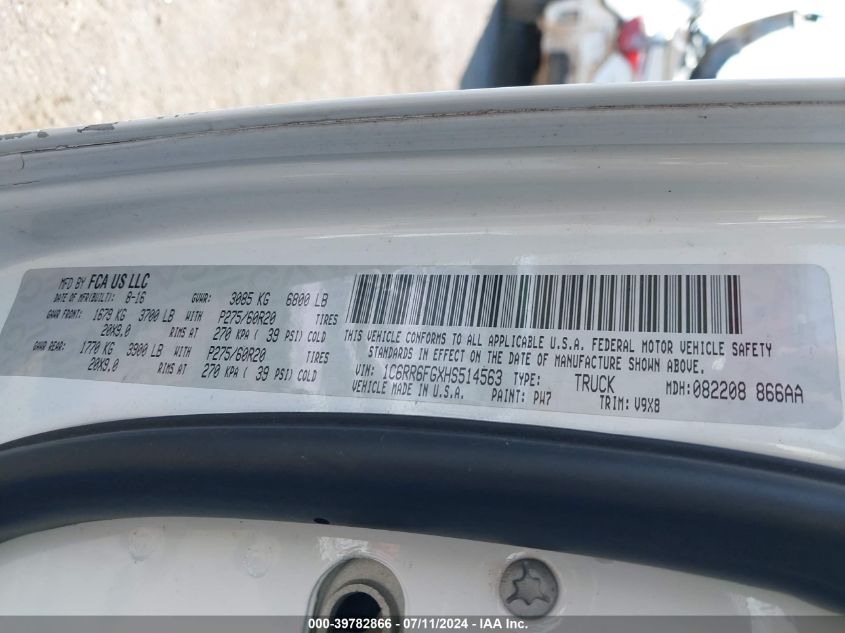 MFD BY FCA US LLC
DATE OF MFR(BUILT): 8-16 GVWR: 3085 KG 6800 LB
GAWR FRONT: 1679 KG 3700 LB WITH P275/60R20 TIRES
20X9.0 RIMS AT 270 KPA ( 39 PSI) COLD
GAWR REAR: 1770 KG 3900 LB WITH P275/60R20 TIRES
20X9.0 RIMS AT 270 KPA ( 39 PSI) COLD
THIS VEHICLE CONFORMS TO ALL APPLICABLE U.S.A. FEDERAL MOTOR VEHICLE SAFETY
STANDARDS IN EFFECT ON THE DATE OF MANUFACTURE SHOWN ABOVE.
VIN: 1C6RR6FGXHS514563 TYPE: TRUCK MDH:082208 866AA
VEHICLE MADE IN U.S.A. PAINT: PW7 TRIM: V9X8
000-39782866 - 07/11/2024 - IAA Inc.